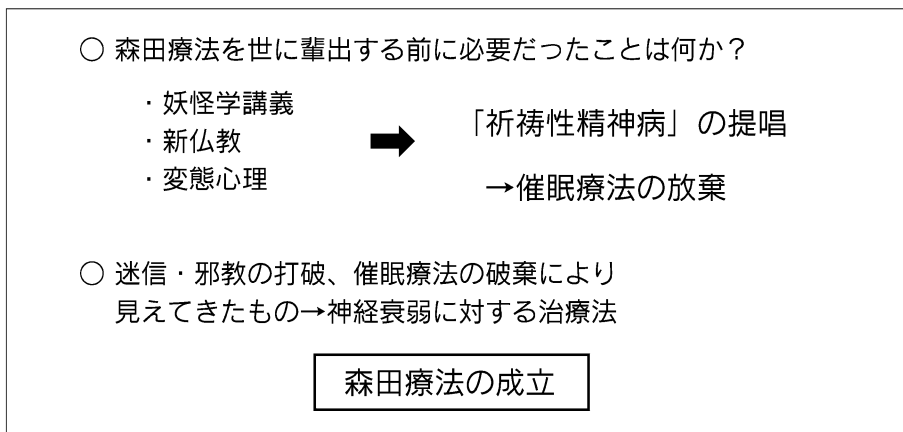 ○ 森田療法を世に輩出する前に必要だったことは何か？
・妖怪学講義
・新仏教
・変態心理
➡
「祈祷性精神病」の提唱
→催眠療法の放棄
○ 迷信・邪教の打破、催眠療法の破棄により
見えてきたもの→神経衰弱に対する治療法
森田療法の成立